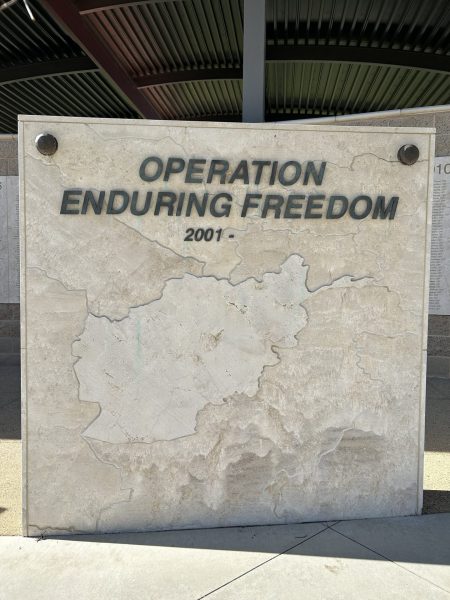 OPERATION
ENDURING FREEDOM
2001 -